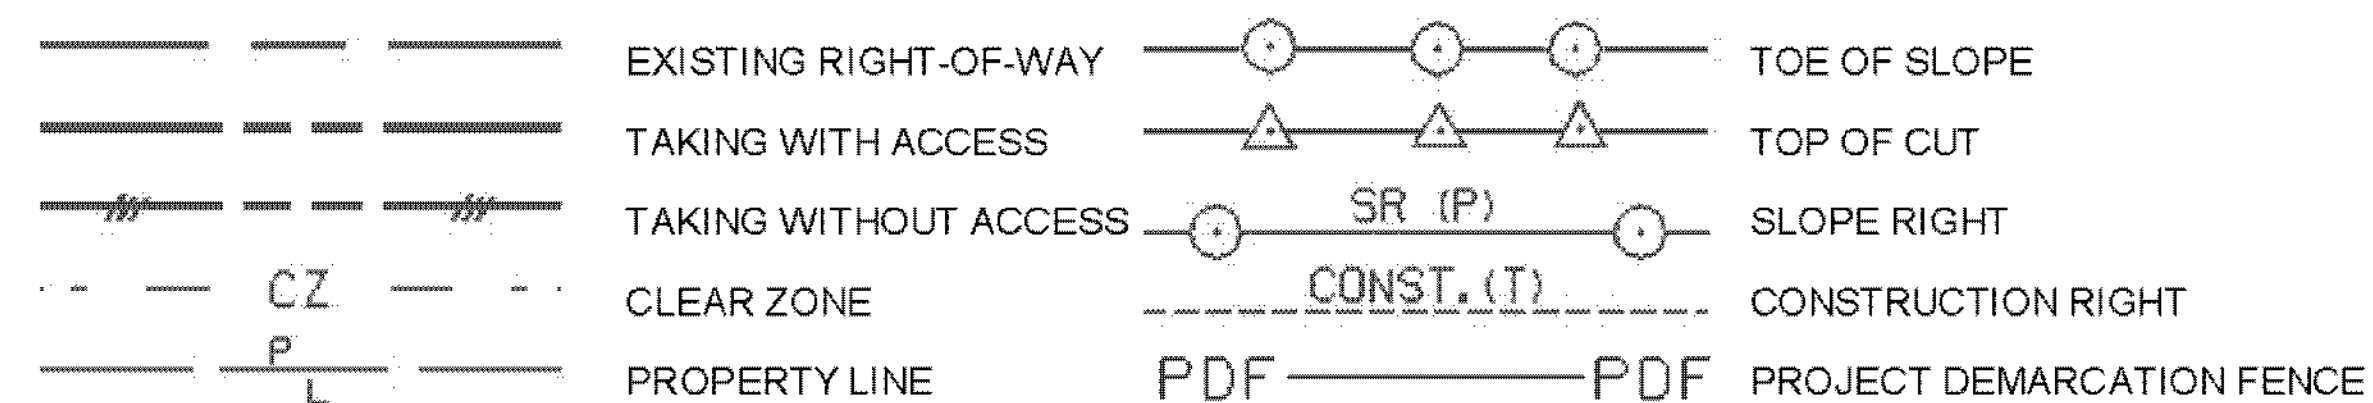 EXISTING RIGHT-OF-WAY
TAKING WITH ACCESS
TAKING WITHOUT ACCESS
CZ CLEAR ZONE
P
L
PROPERTY LINE
TOE OF SLOPE
TOP OF CUT
SR (P) SLOPE RIGHT
CONST. (T) CONSTRUCTION RIGHT
PDF PDF PROJECT DEMARCATION FENCE